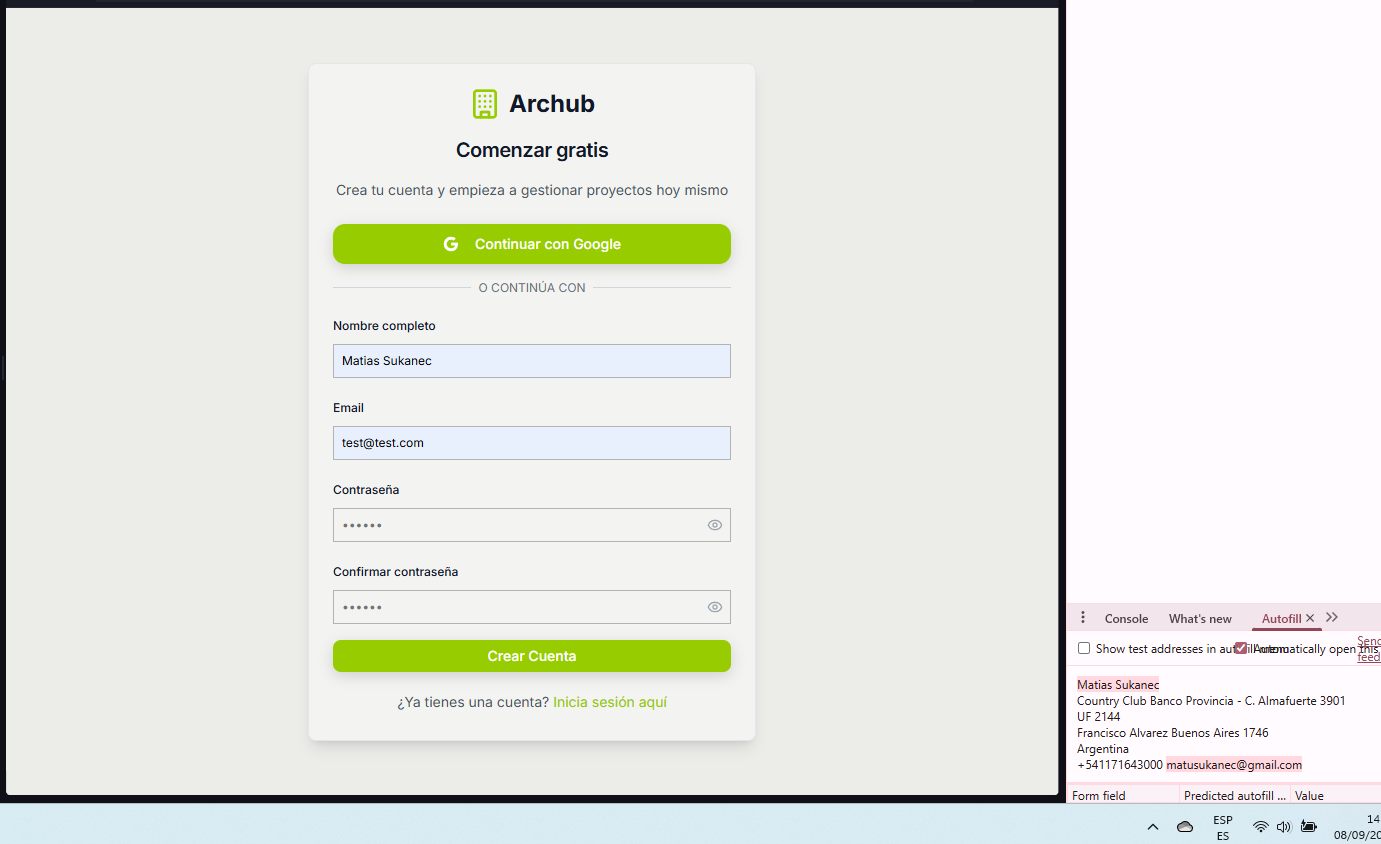 Archub
Comenzar gratis
Crea tu cuenta y empieza a gestionar proyectos hoy mismo
G Continuar con Google
O CONTINÚA CON
Nombre completo
Matias Sukanec
Email
test@test.com
Contraseña
••••••
Confirmar contraseña
••••••
Crear Cuenta
¿Ya tienes una cuenta? Inicia sesión aquí
Console What's new Autofill
Show test addresses in autofill menu
Automatically open this
Send
feed
Matias Sukanec
Country Club Banco Provincia - C. Almafuerte 3901
UF 2144
Francisco Alvarez Buenos Aires 1746
Argentina
+541171643000 matusukanec@gmail.com
Form field Predicted autofill ... Value
ESP
ES
14
08/09/20